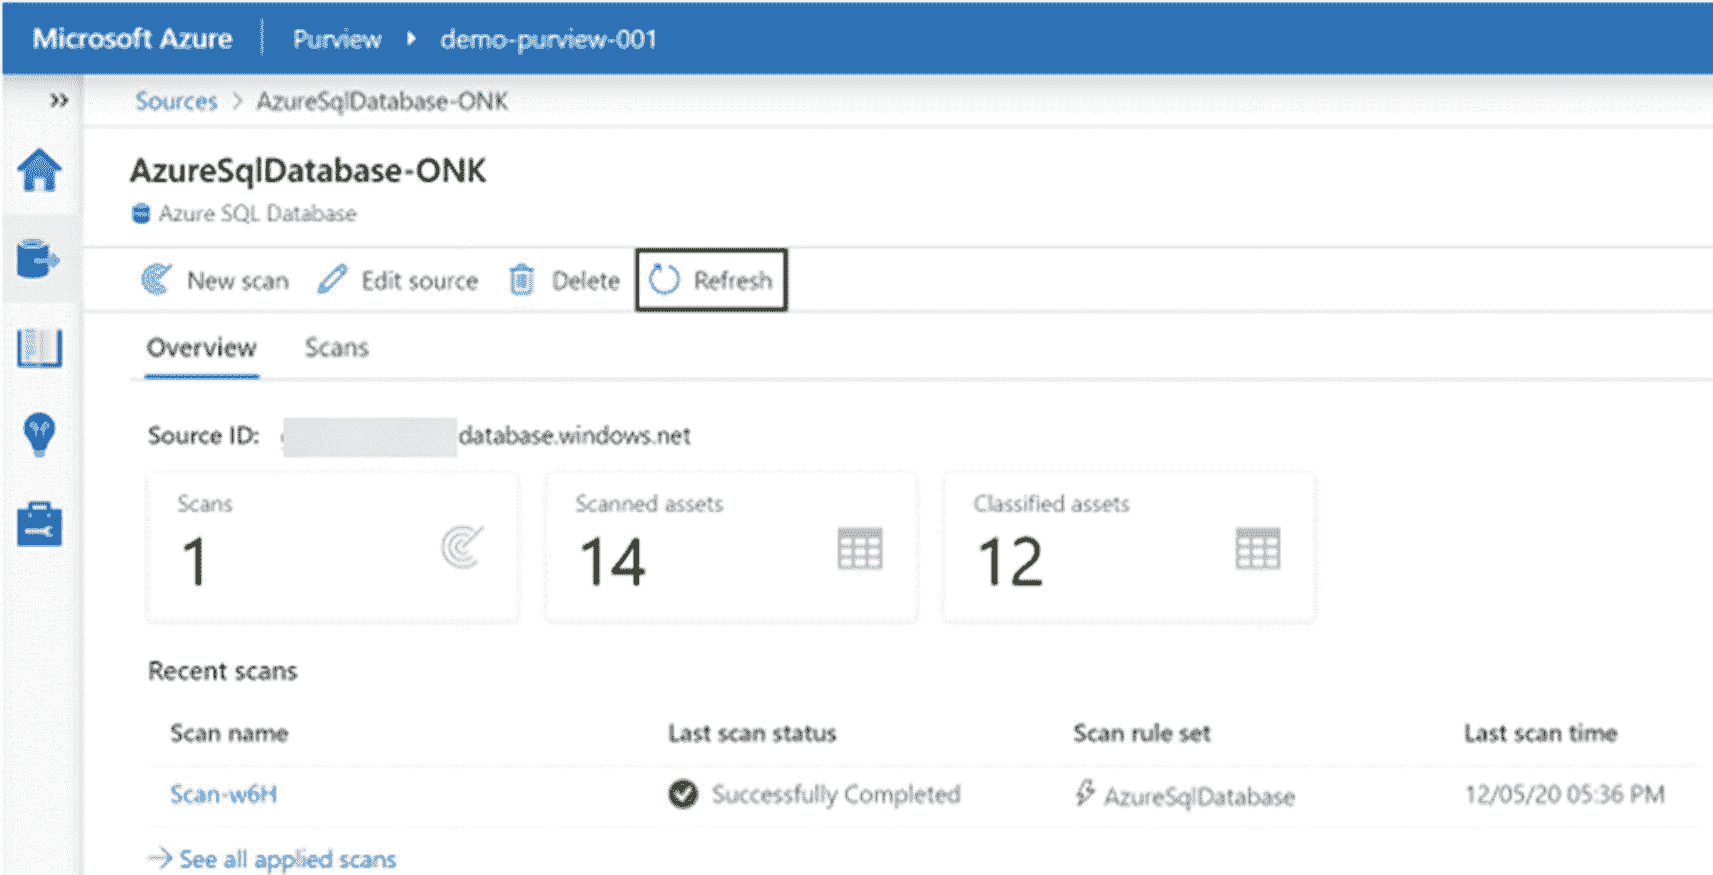 Microsoft Azure Purview demo-purview-001
Sources > AzureSqlDatabase-ONK
AzureSqlDatabase-ONK
Azure SQL Database
New scan Edit source Delete Refresh
Overview Scans
Source ID: database.windows.net
Scans Scanned assets Classified assets
1 14 12
Recent scans
Scan name Last scan status Scan rule set Last scan time
Scan-w6H Successfully Completed AzureSqlDatabase 12/05/20 05:36 PM
See all applied scans